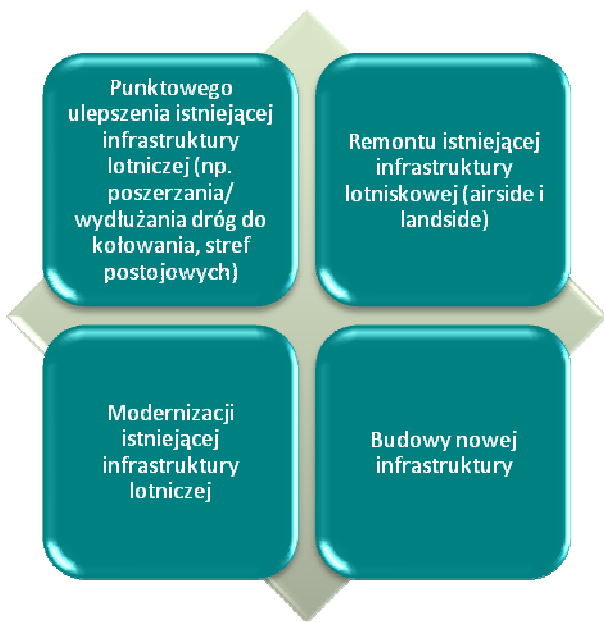 Punktowego
ulepszenia istniejącej
infrastruktury
lotniczej (np.
poszerzania/
wydłużania dróg do
kołowania, stref
postojowych)
Remontu istniejącej
infrastruktury
lotniskowej (airside i
landside)
Modernizacji
istniejącej
infrastruktury
lotniczej
Budowy nowej
infrastruktury